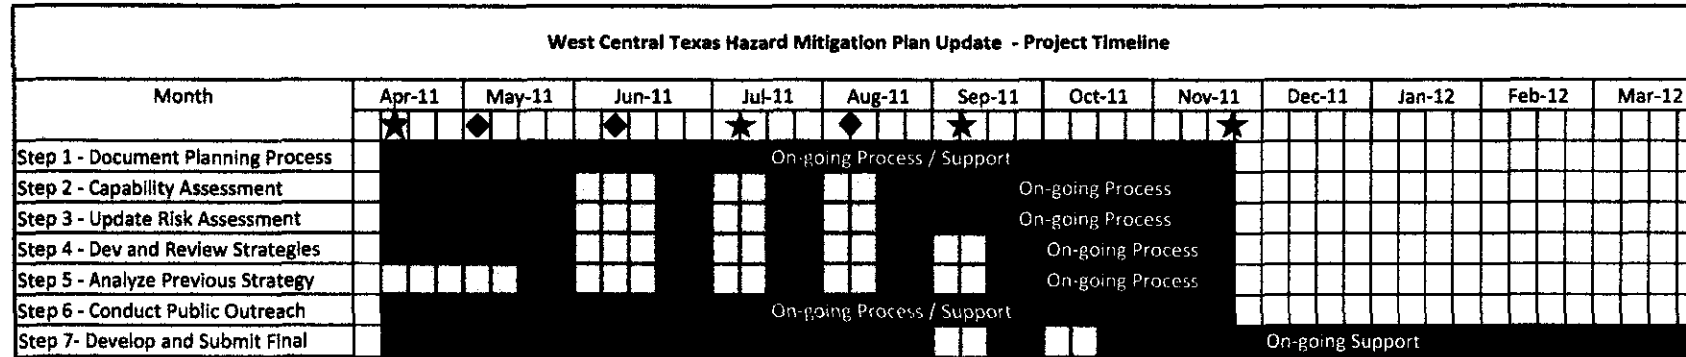 West Central Texas Hazard Mitigation Plan Update - Project Timeline
Month Apr-11 May-11 Jun-11 Jul-11 Aug-11 Sep-11 Oct-11 Nov-11 Dec-11 Jan-12 Feb-12 Mar-12
Step 1 - Document Planning Process On-going Process / Support
Step 2 - Capability Assessment On-going Process
Step 3 - Update Risk Assessment On-going Process
Step 4 - Dev and Review Strategies On-going Process
Step 5 - Analyze Previous Strategy On-going Process
Step 6 - Conduct Public Outreach On-going Process / Support
Step 7- Develop and Submit Final On-going Support